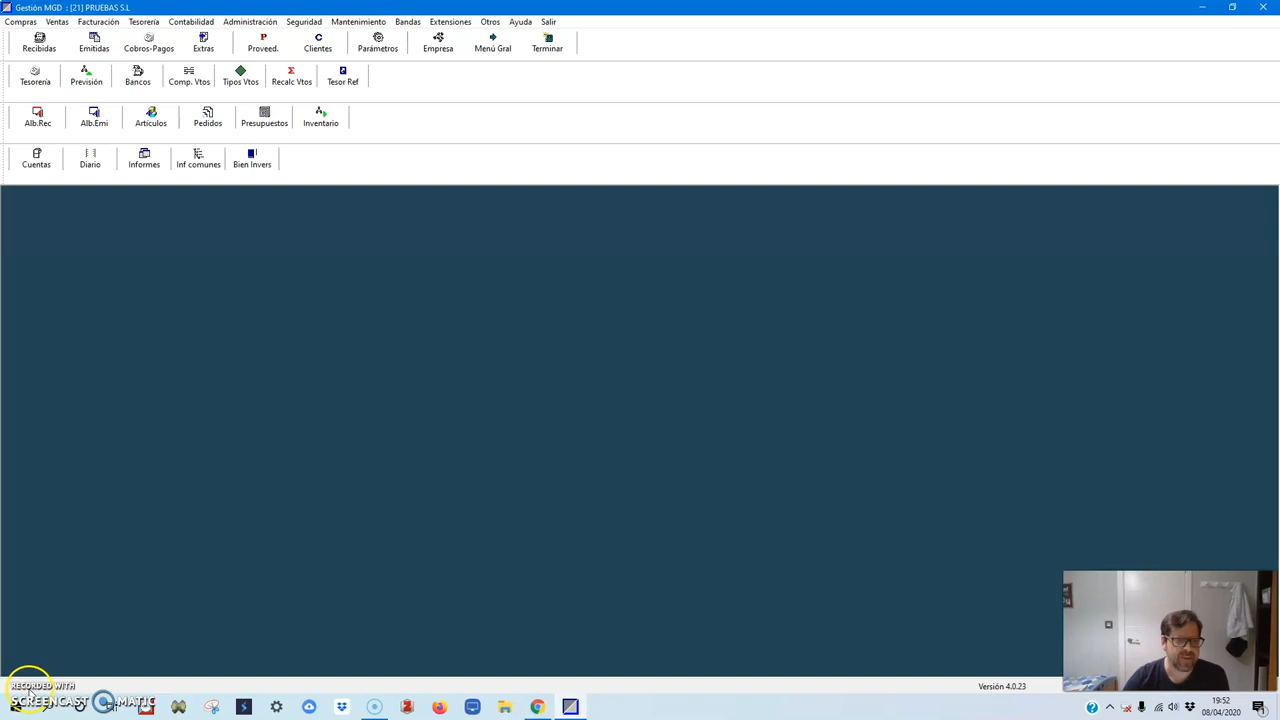 Gestión MGD : [21] PRUEBAS S.L
Compras Ventas Facturación Tesorería Contabilidad Administración Seguridad Mantenimiento Bandas Extensiones Otros Ayuda Salir
Recibidas Emitidas Cobros-Pagos Extras P Proveed. C Clientes Parámetros Empresa Menú Gral Terminar
Tesorería Previsión Bancos Comp. Vtos Tipos Vtos Σ Recalc Vtos Tesor Ref
Alb.Rec Alb.Emi Artículos Pedidos Presupuestos Inventario
Cuentas Diario Informes Inf comunes Bien Invers
RECORDED WITH
SCREENCAST MATIC
Versión 4.0.23
19:52
08/04/2020